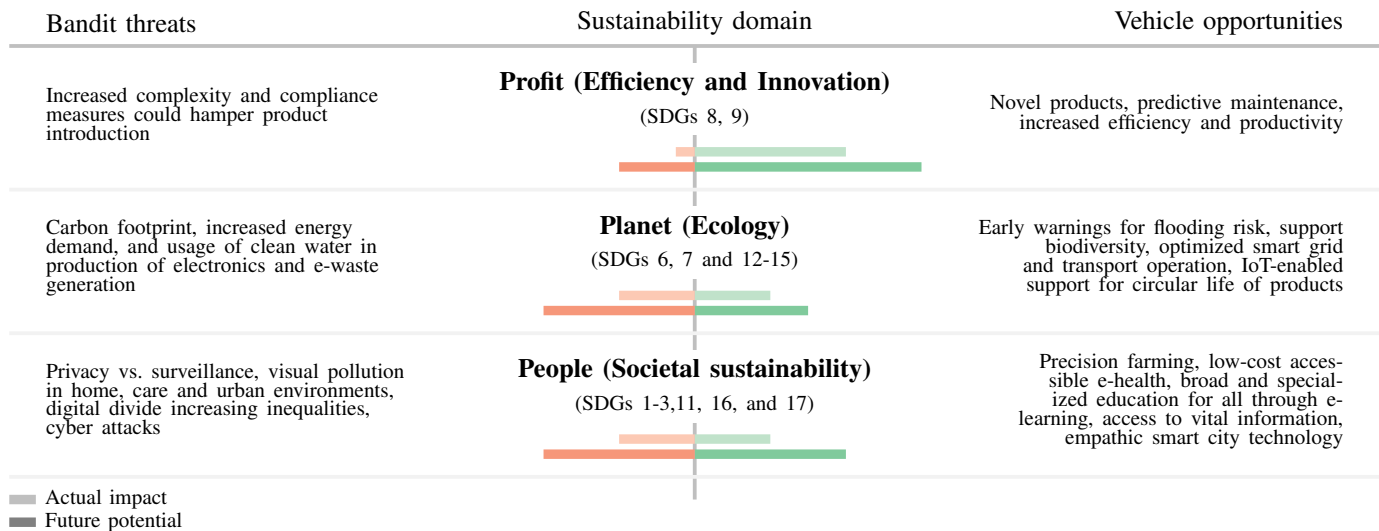 Bandit threats
Sustainability domain
Vehicle opportunities
Increased complexity and compliance
measures could hamper product
introduction
Profit (Efficiency and Innovation)
(SDGs 8, 9)
Novel products, predictive maintenance,
increased efficiency and productivity
Carbon footprint, increased energy
demand, and usage of clean water in
production of electronics and e-waste
generation
Planet (Ecology)
(SDGs 6, 7 and 12-15)
Early warnings for flooding risk, support
biodiversity, optimized smart grid
and transport operation, IoT-enabled
support for circular life of products
Privacy vs. surveillance, visual pollution
in home, care and urban environments,
digital divide increasing inequalities,
cyber attacks
People (Societal sustainability)
(SDGs 1-3,11, 16, and 17)
Precision farming, low-cost acces-
sible e-health, broad and special-
ized education for all through e-
learning, access to vital information,
empathic smart city technology
Actual impact
Future potential